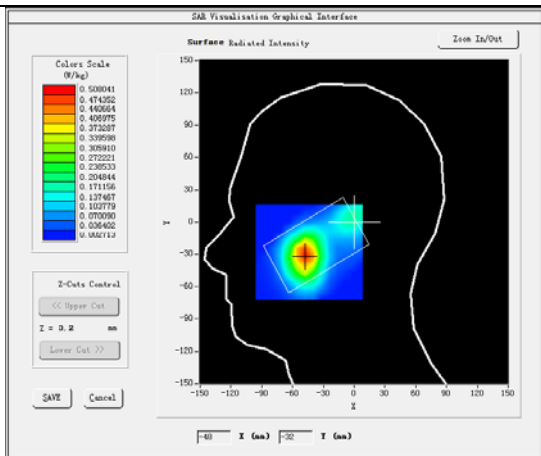 SAR Visualisation Graphical Interface
Surface Radiated Intensity
Zoom In/Out
Colors Scale
(W/kg)
0.508041
0.474352
0.440664
0.406975
0.373287
0.339598
0.305910
0.272221
0.238533
0.204844
0.171156
0.137467
0.103779
0.070090
0.036402
0.002713
Z-Cuts Control
<< Upper Cut
Z = 3.2 mm
Lower Cut >>
SAVE Cancel
150
120
90
60
30
Y 0
-30
-60
-90
-120
-150
-150 -120 -90 -60 -30 0 30 60 90 120 150
X
-48 X (mm) -32 Y (mm)